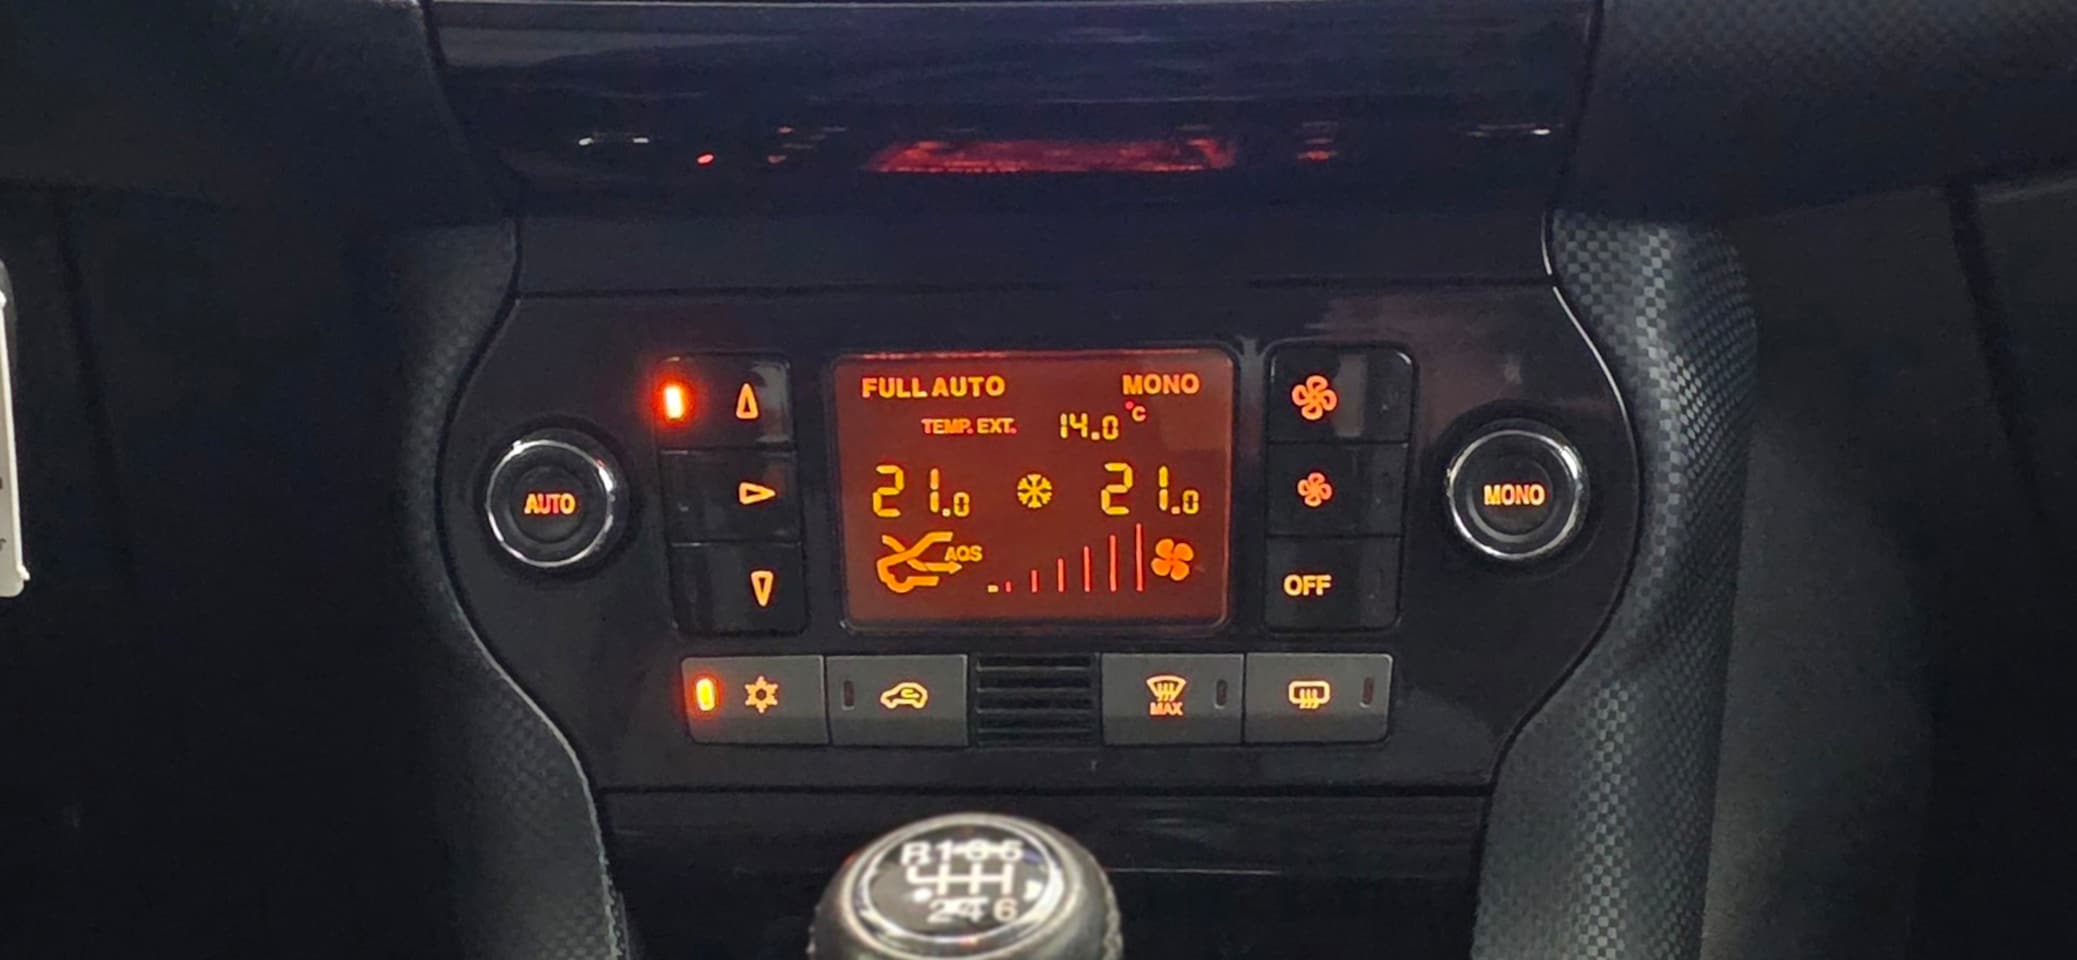 FULL AUTO MONO
TEMP. EXT. 14.0 °C
21.0 21.0
AUTO
MONO
AQS
OFF
MAX
R 1 3 5
2 4 6